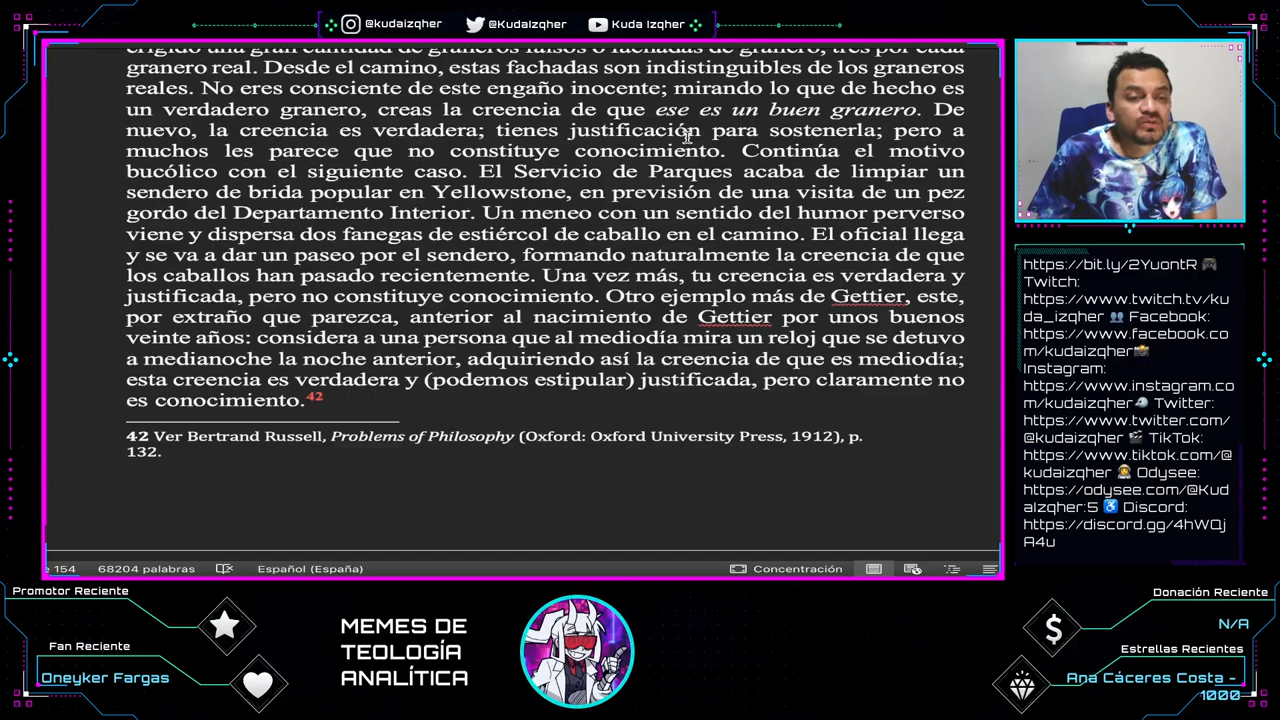 @kudaizqher @KudaIzqher Kuda Izqher
erigido una gran cantidad de graneros falsos o fachadas de granero, tres por cada
granero real. Desde el camino, estas fachadas son indistinguibles de los graneros
reales. No eres consciente de este engaño inocente; mirando lo que de hecho es
un verdadero granero, creas la creencia de que ese es un buen granero. De
nuevo, la creencia es verdadera; tienes justificación para sostenerla; pero a
muchos les parece que no constituye conocimiento. Continúa el motivo
bucólico con el siguiente caso. El Servicio de Parques acaba de limpiar un
sendero de brida popular en Yellowstone, en previsión de una visita de un pez
gordo del Departamento Interior. Un meneo con un sentido del humor perverso
viene y dispersa dos fanegas de estiércol de caballo en el camino. El oficial llega
y se va a dar un paseo por el sendero, formando naturalmente la creencia de que
los caballos han pasado recientemente. Una vez más, tu creencia es verdadera y
justificada, pero no constituye conocimiento. Otro ejemplo más de Gettier, este,
por extraño que parezca, anterior al nacimiento de Gettier por unos buenos
veinte años: considera a una persona que al mediodía mira un reloj que se detuvo
a medianoche la noche anterior, adquiriendo así la creencia de que es mediodía;
esta creencia es verdadera y (podemos estipular) justificada, pero claramente no
es conocimiento.42
42 Ver Bertrand Russell, Problems of Philosophy (Oxford: Oxford University Press, 1912), p.
132.
154 68204 palabras Español (España) Concentración
https://bit.ly/2YuontR 🎮
Twitch:
https://www.twitch.tv/ku
da_izqher 👥 Facebook:
https://www.facebook.co
m/kudaizqher📸
Instagram:
https://www.instagram.co
m/kudaizqher🐦 Twitter:
https://www.twitter.com/
@kudaizqher 🎬 TikTok:
https://www.tiktok.com/@
kudaizqher 👨‍🚀 Odysee:
https://odysee.com/@Kud
aIzqher:5 ♿ Discord:
https://discord.gg/4hWQj
A4u
Promotor Reciente
Fan Reciente
Oneyker Fargas
MEMES DE
TEOLOGÍA
ANALÍTICA
Donación Reciente
N/A
Estrellas Recientes
Ana Cáceres Costa -
1000